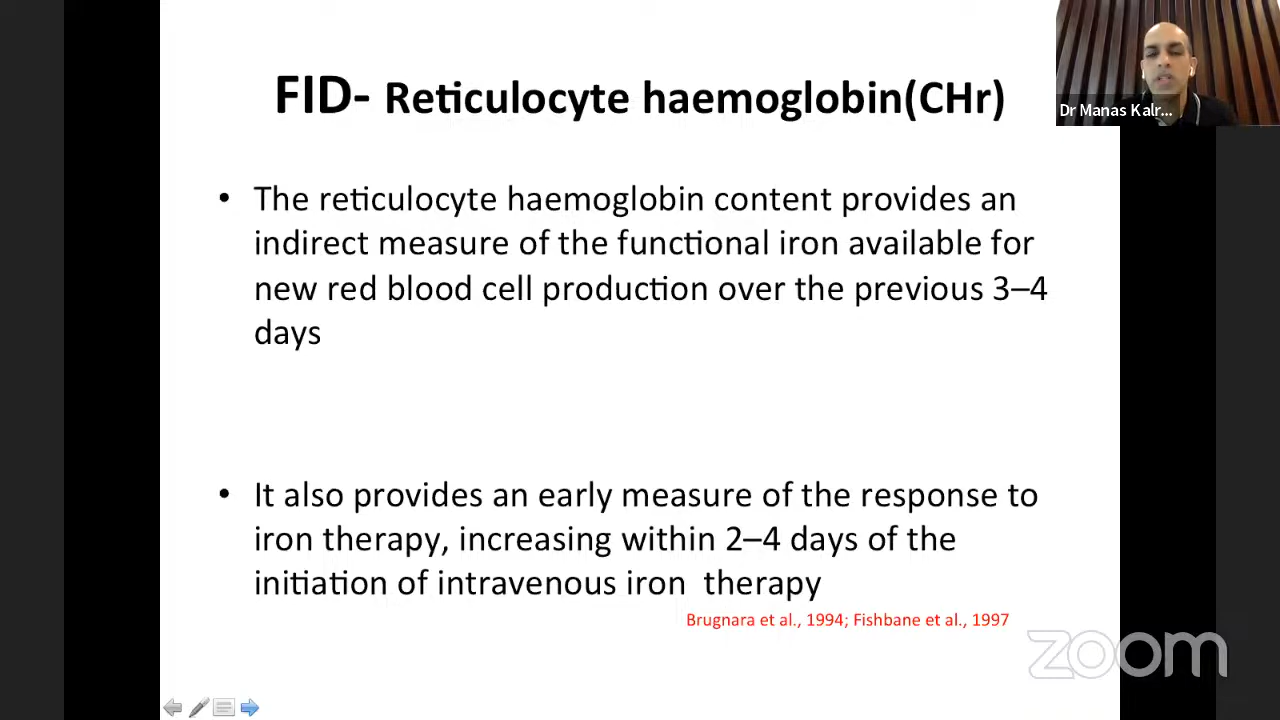 FID- Reticulocyte haemoglobin(CHr)
Dr Manas Kalr...
• The reticulocyte haemoglobin content provides an
indirect measure of the functional iron available for
new red blood cell production over the previous 3–4
days
• It also provides an early measure of the response to
iron therapy, increasing within 2–4 days of the
initiation of intravenous iron therapy
Brugnara et al., 1994; Fishbane et al., 1997
zoom